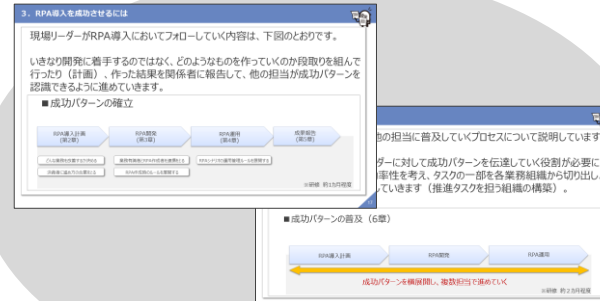 3．RPA導入を成功させるには
現場リーダーがRPA導入においてフォローしていく内容は、下図のとおりです。
いきなり開発に着手するのではなく、どのようなものを作っていくのか段取りを組んで
行ったり（計画）、作った結果を関係者に報告して、他の担当が成功パターンを
認識できるように進めていきます。
■成功パターンの確立
RPA導入計画
(第2章)
RPA開発
(第3章)
RPA運用
(第4章)
成果報告
(第5章)
※研修 約1カ月程度
17
他の担当に普及していくプロセスについて説明しています
ダーに対して成功パターンを伝達していく役割が必要に
率性を考え、タスクの一部を各業務組織から切り出し、
していきます（推進タスクを担う組織の構築）。
■成功パターンの普及（6章）
RPA導入計画
RPA開発
RPA運用
成功パターンを横展開し、複数担当で進めていく
※研修 約2カ月程度